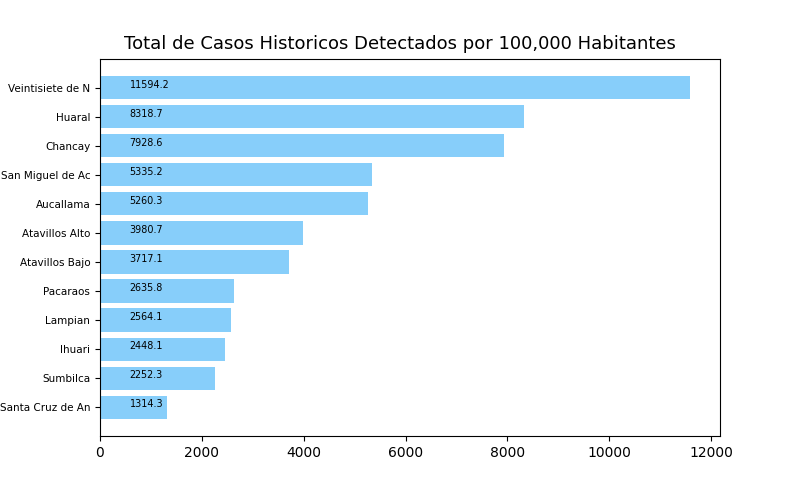 Total de Casos Historicos Detectados por 100,000 Habitantes
Veintisiete de N 11594.2
Huaral 8318.7
Chancay 7928.6
San Miguel de Ac 5335.2
Aucallama 5260.3
Atavillos Alto 3980.7
Atavillos Bajo 3717.1
Pacaraos 2635.8
Lampian 2564.1
Ihuari 2448.1
Sumbilca 2252.3
Santa Cruz de An 1314.3
0 2000 4000 6000 8000 10000 12000